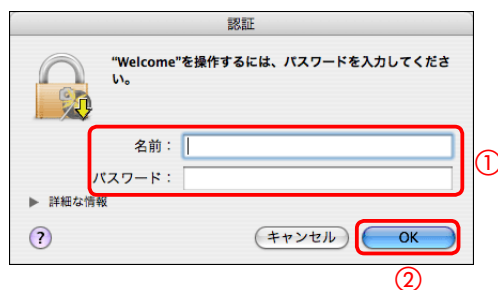 認証
"Welcome"を操作するには、パスワードを入力してくださ
い。
名前：
パスワード：
①
▶ 詳細な情報
?
キャンセル
OK
②